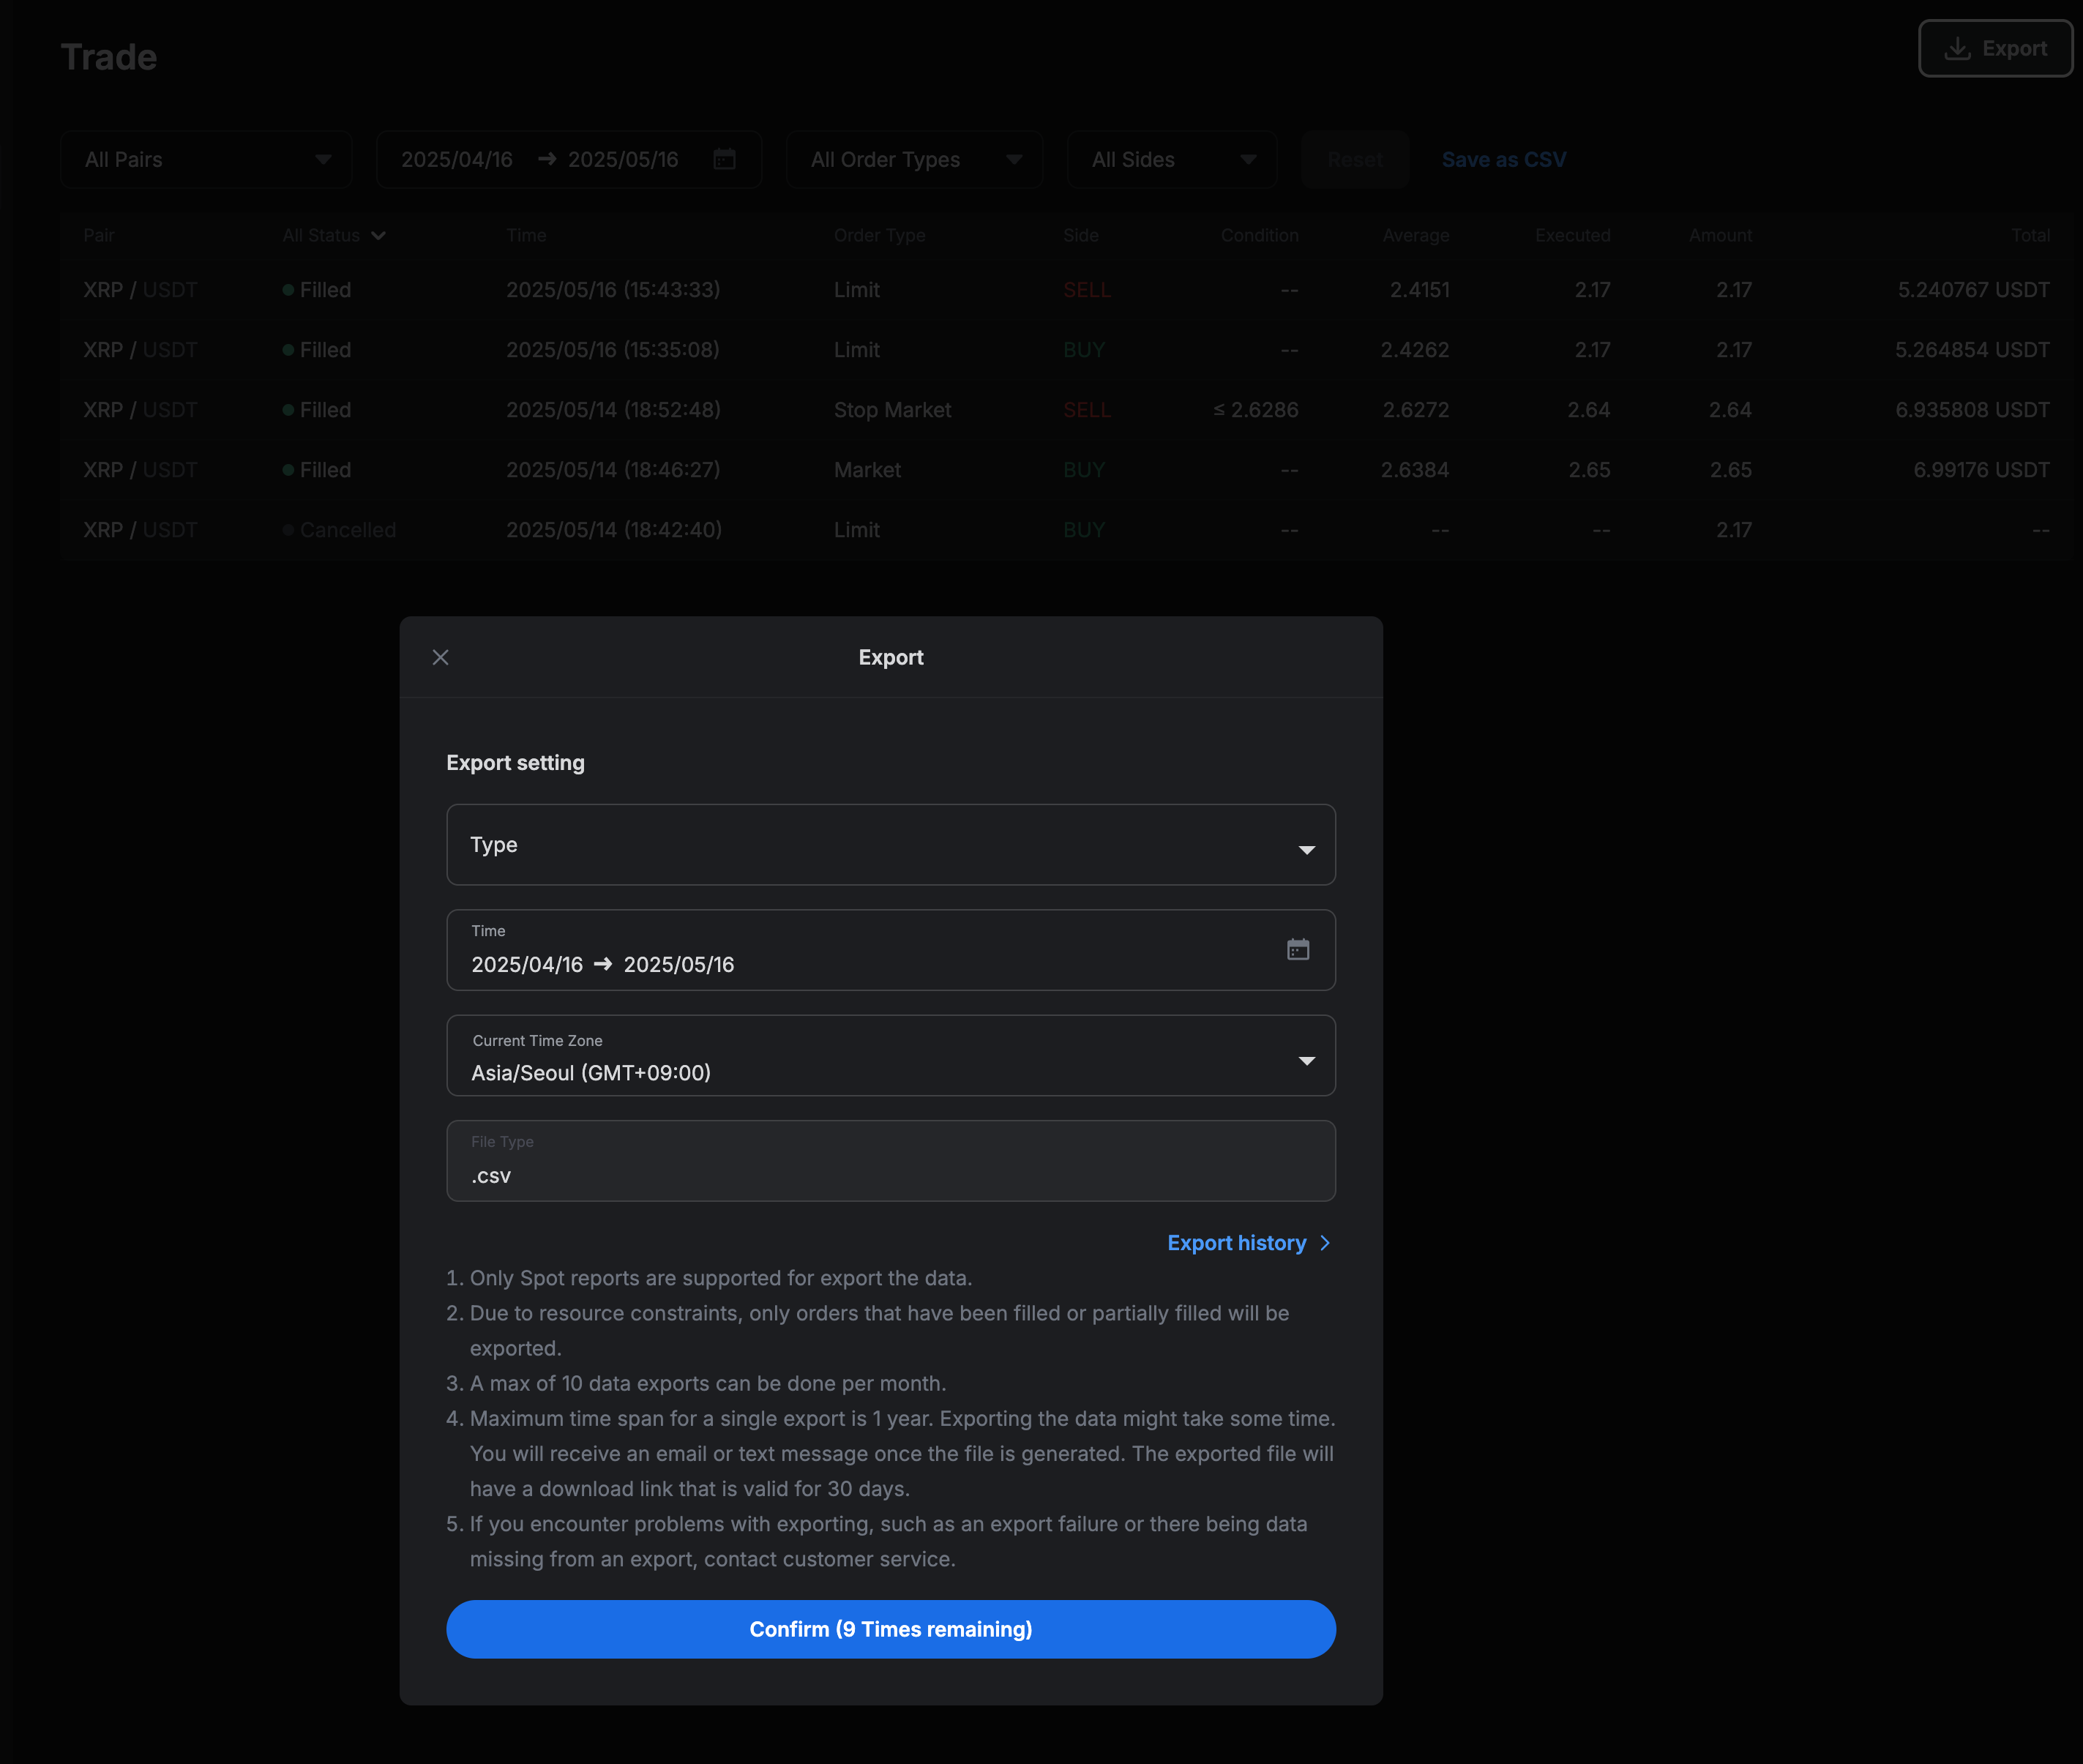 Trade
Export
All Pairs
2025/04/16 → 2025/05/16
All Order Types
All Sides
Reset
Save as CSV
Pair All Status Time Order Type Side Condition Average Executed Amount Total
XRP / USDT Filled 2025/05/16 (15:43:33) Limit SELL -- 2.4151 2.17 2.17 5.240767 USDT
XRP / USDT Filled 2025/05/16 (15:35:08) Limit BUY -- 2.4262 2.17 2.17 5.264854 USDT
XRP / USDT Filled 2025/05/14 (18:52:48) Stop Market SELL ≤ 2.6286 2.6272 2.64 2.64 6.935808 USDT
XRP / USDT Filled 2025/05/14 (18:46:27) Market BUY -- 2.6384 2.65 2.65 6.99176 USDT
XRP / USDT Cancelled 2025/05/14 (18:42:40) Limit BUY -- -- -- 2.17 --
Export
Export setting
Type
Time
2025/04/16 → 2025/05/16
Current Time Zone
Asia/Seoul (GMT+09:00)
File Type
.csv
Export history
1. Only Spot reports are supported for export the data.
2. Due to resource constraints, only orders that have been filled or partially filled will be
exported.
3. A max of 10 data exports can be done per month.
4. Maximum time span for a single export is 1 year. Exporting the data might take some time.
You will receive an email or text message once the file is generated. The exported file will
have a download link that is valid for 30 days.
5. If you encounter problems with exporting, such as an export failure or there being data
missing from an export, contact customer service.
Confirm (9 Times remaining)